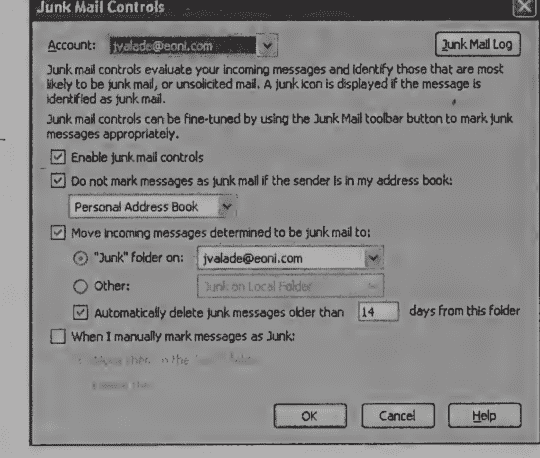 Junk Mail Controls
Account: jvalade@eoni.com Junk Mail Log
Junk mail controls evaluate your incoming messages and identify those that are most
likely to be junk mail, or unsolicited mail. A junk icon is displayed if the message is
identified as junk mail.
Junk mail controls can be fine-tuned by using the Junk Mail toolbar button to mark junk
messages appropriately.
Enable junk mail controls
Do not mark messages as junk mail if the sender is in my address book:
Personal Address Book
Move incoming messages determined to be junk mail to:
"Junk" folder on: jvalade@eoni.com
Other: Junk on Local Folder
Automatically delete junk messages older than 14 days from this folder
When I manually mark messages as Junk:
OK Cancel Help